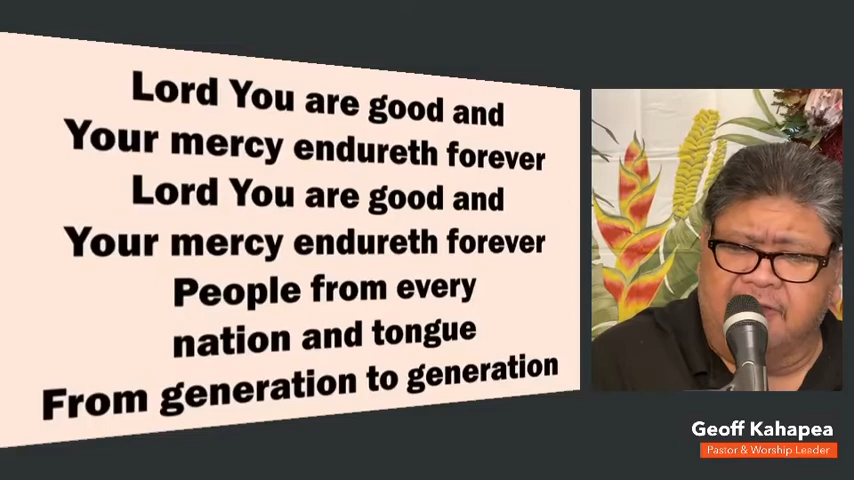 Lord You are good and
Your mercy endureth forever
Lord You are good and
Your mercy endureth forever
People from every
nation and tongue
From generation to generation
Geoff Kahapea
Pastor & Worship Leader